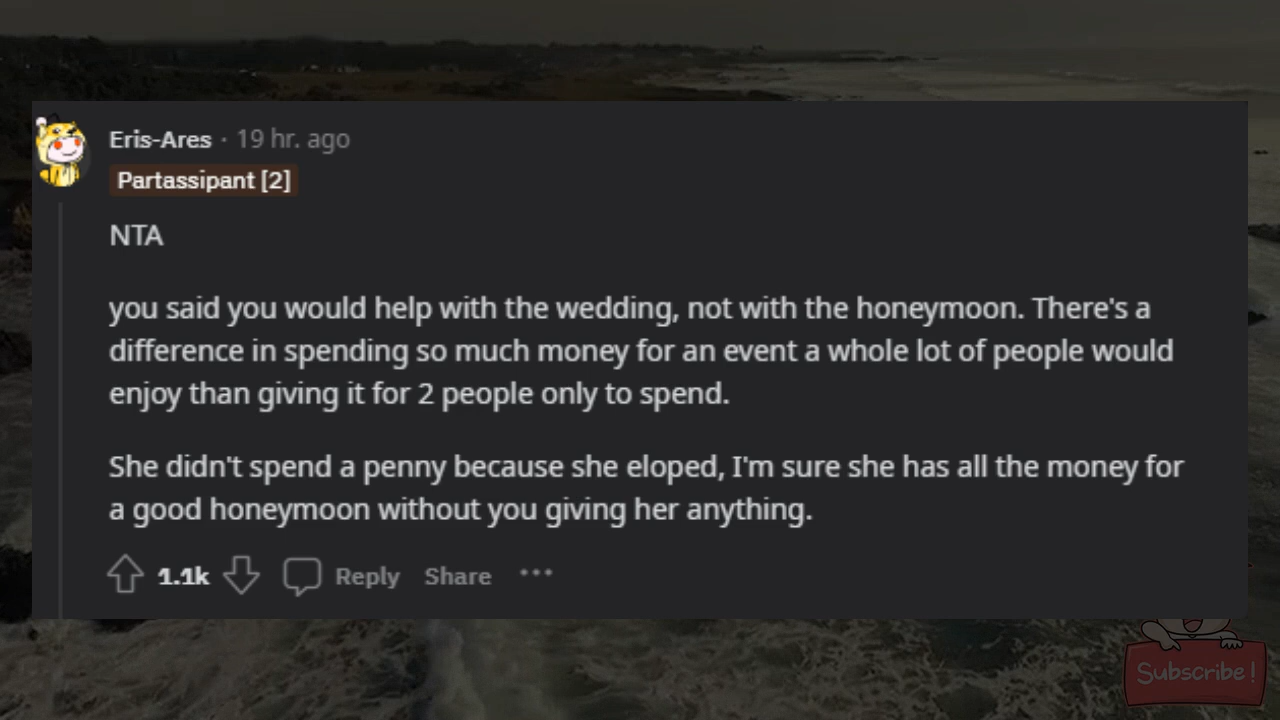 Eris-Ares · 19 hr. ago
Partassipant [2]
NTA
you said you would help with the wedding, not with the honeymoon. There's a
difference in spending so much money for an event a whole lot of people would
enjoy than giving it for 2 people only to spend.
She didn't spend a penny because she eloped, I'm sure she has all the money for
a good honeymoon without you giving her anything.
1.1k Reply Share ···
Subscribe!